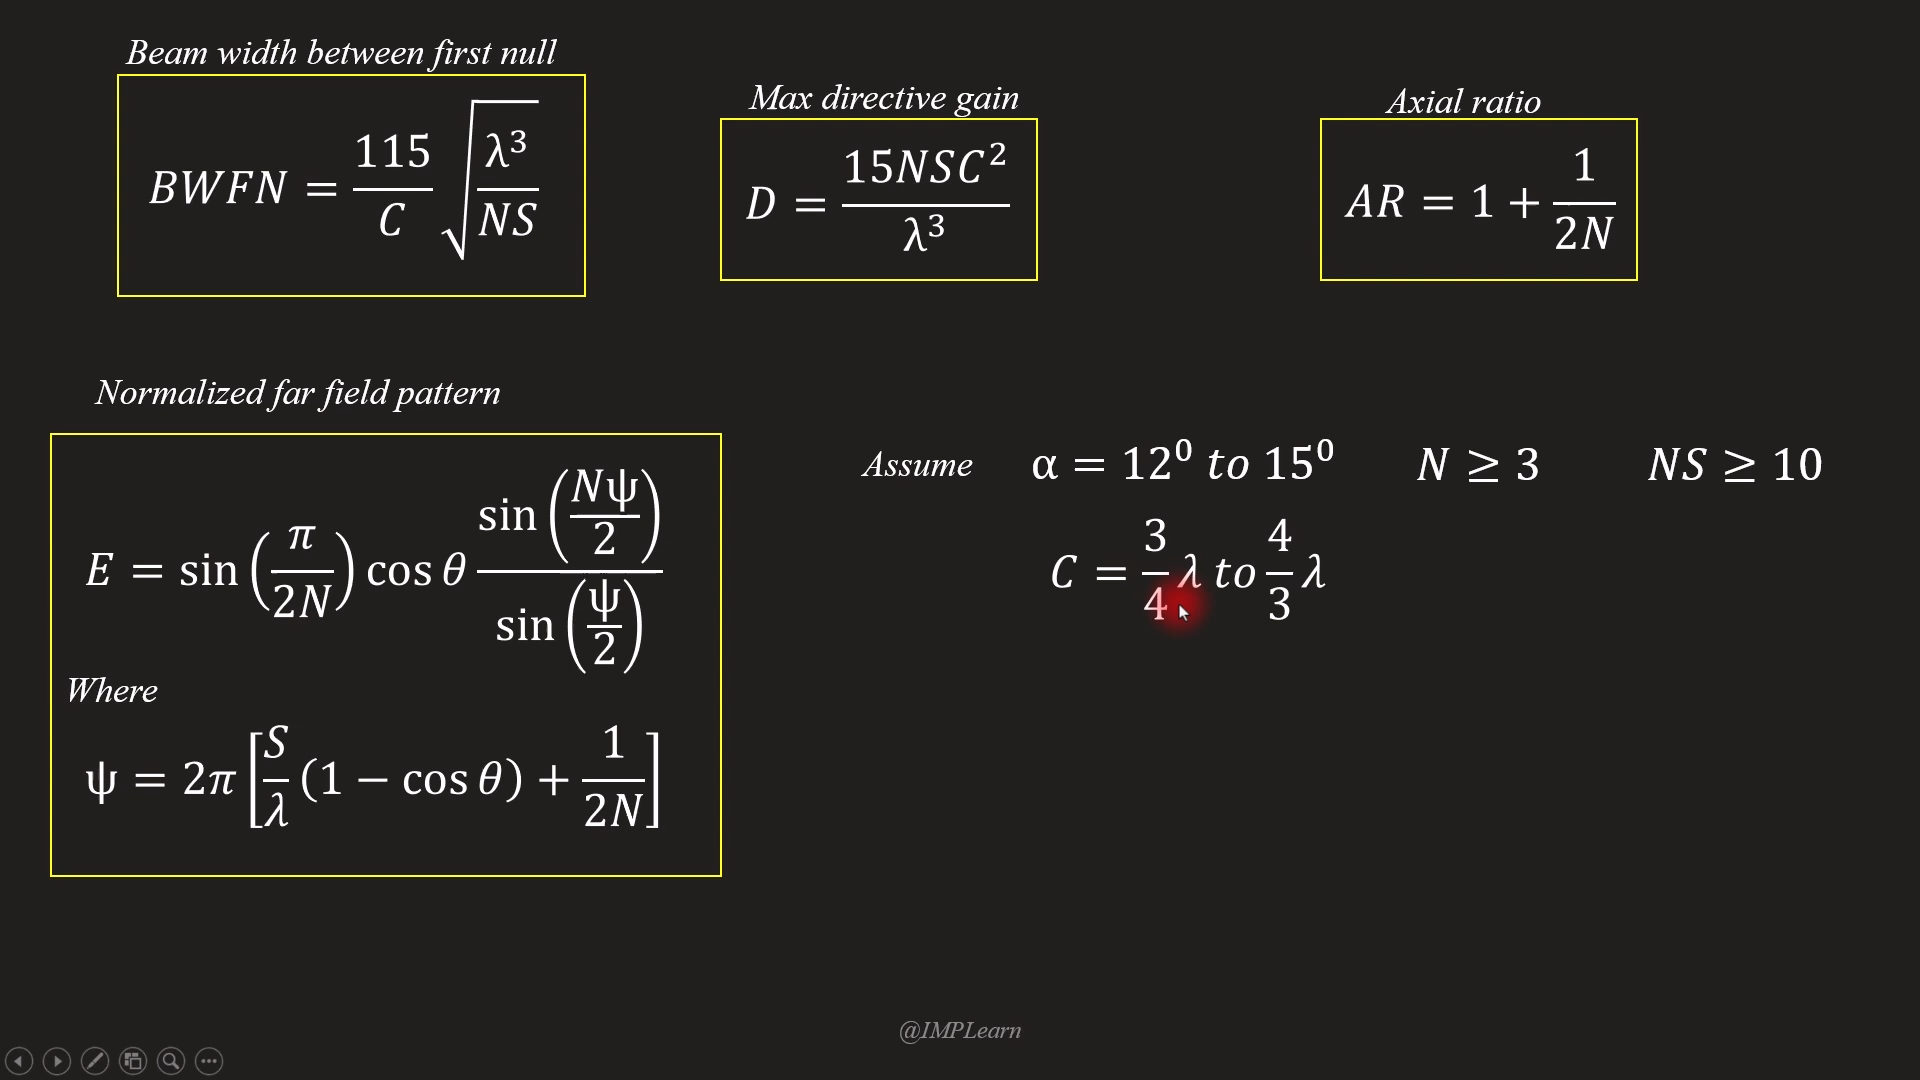 Beam width between first null
BWFN = 115/C √(λ³/NS)
Max directive gain
D = 15NSC²/λ³
Axial ratio
AR = 1 + 1/2N
Normalized far field pattern
E = sin(π/2N) cos θ sin(Nψ/2)/sin(ψ/2)
Where
ψ = 2π[S/λ (1 − cos θ) + 1/2N]
Assume α = 12⁰ to 15⁰ N ≥ 3 NS ≥ 10
C = 3/4 λ to 4/3 λ
@IMPLearn